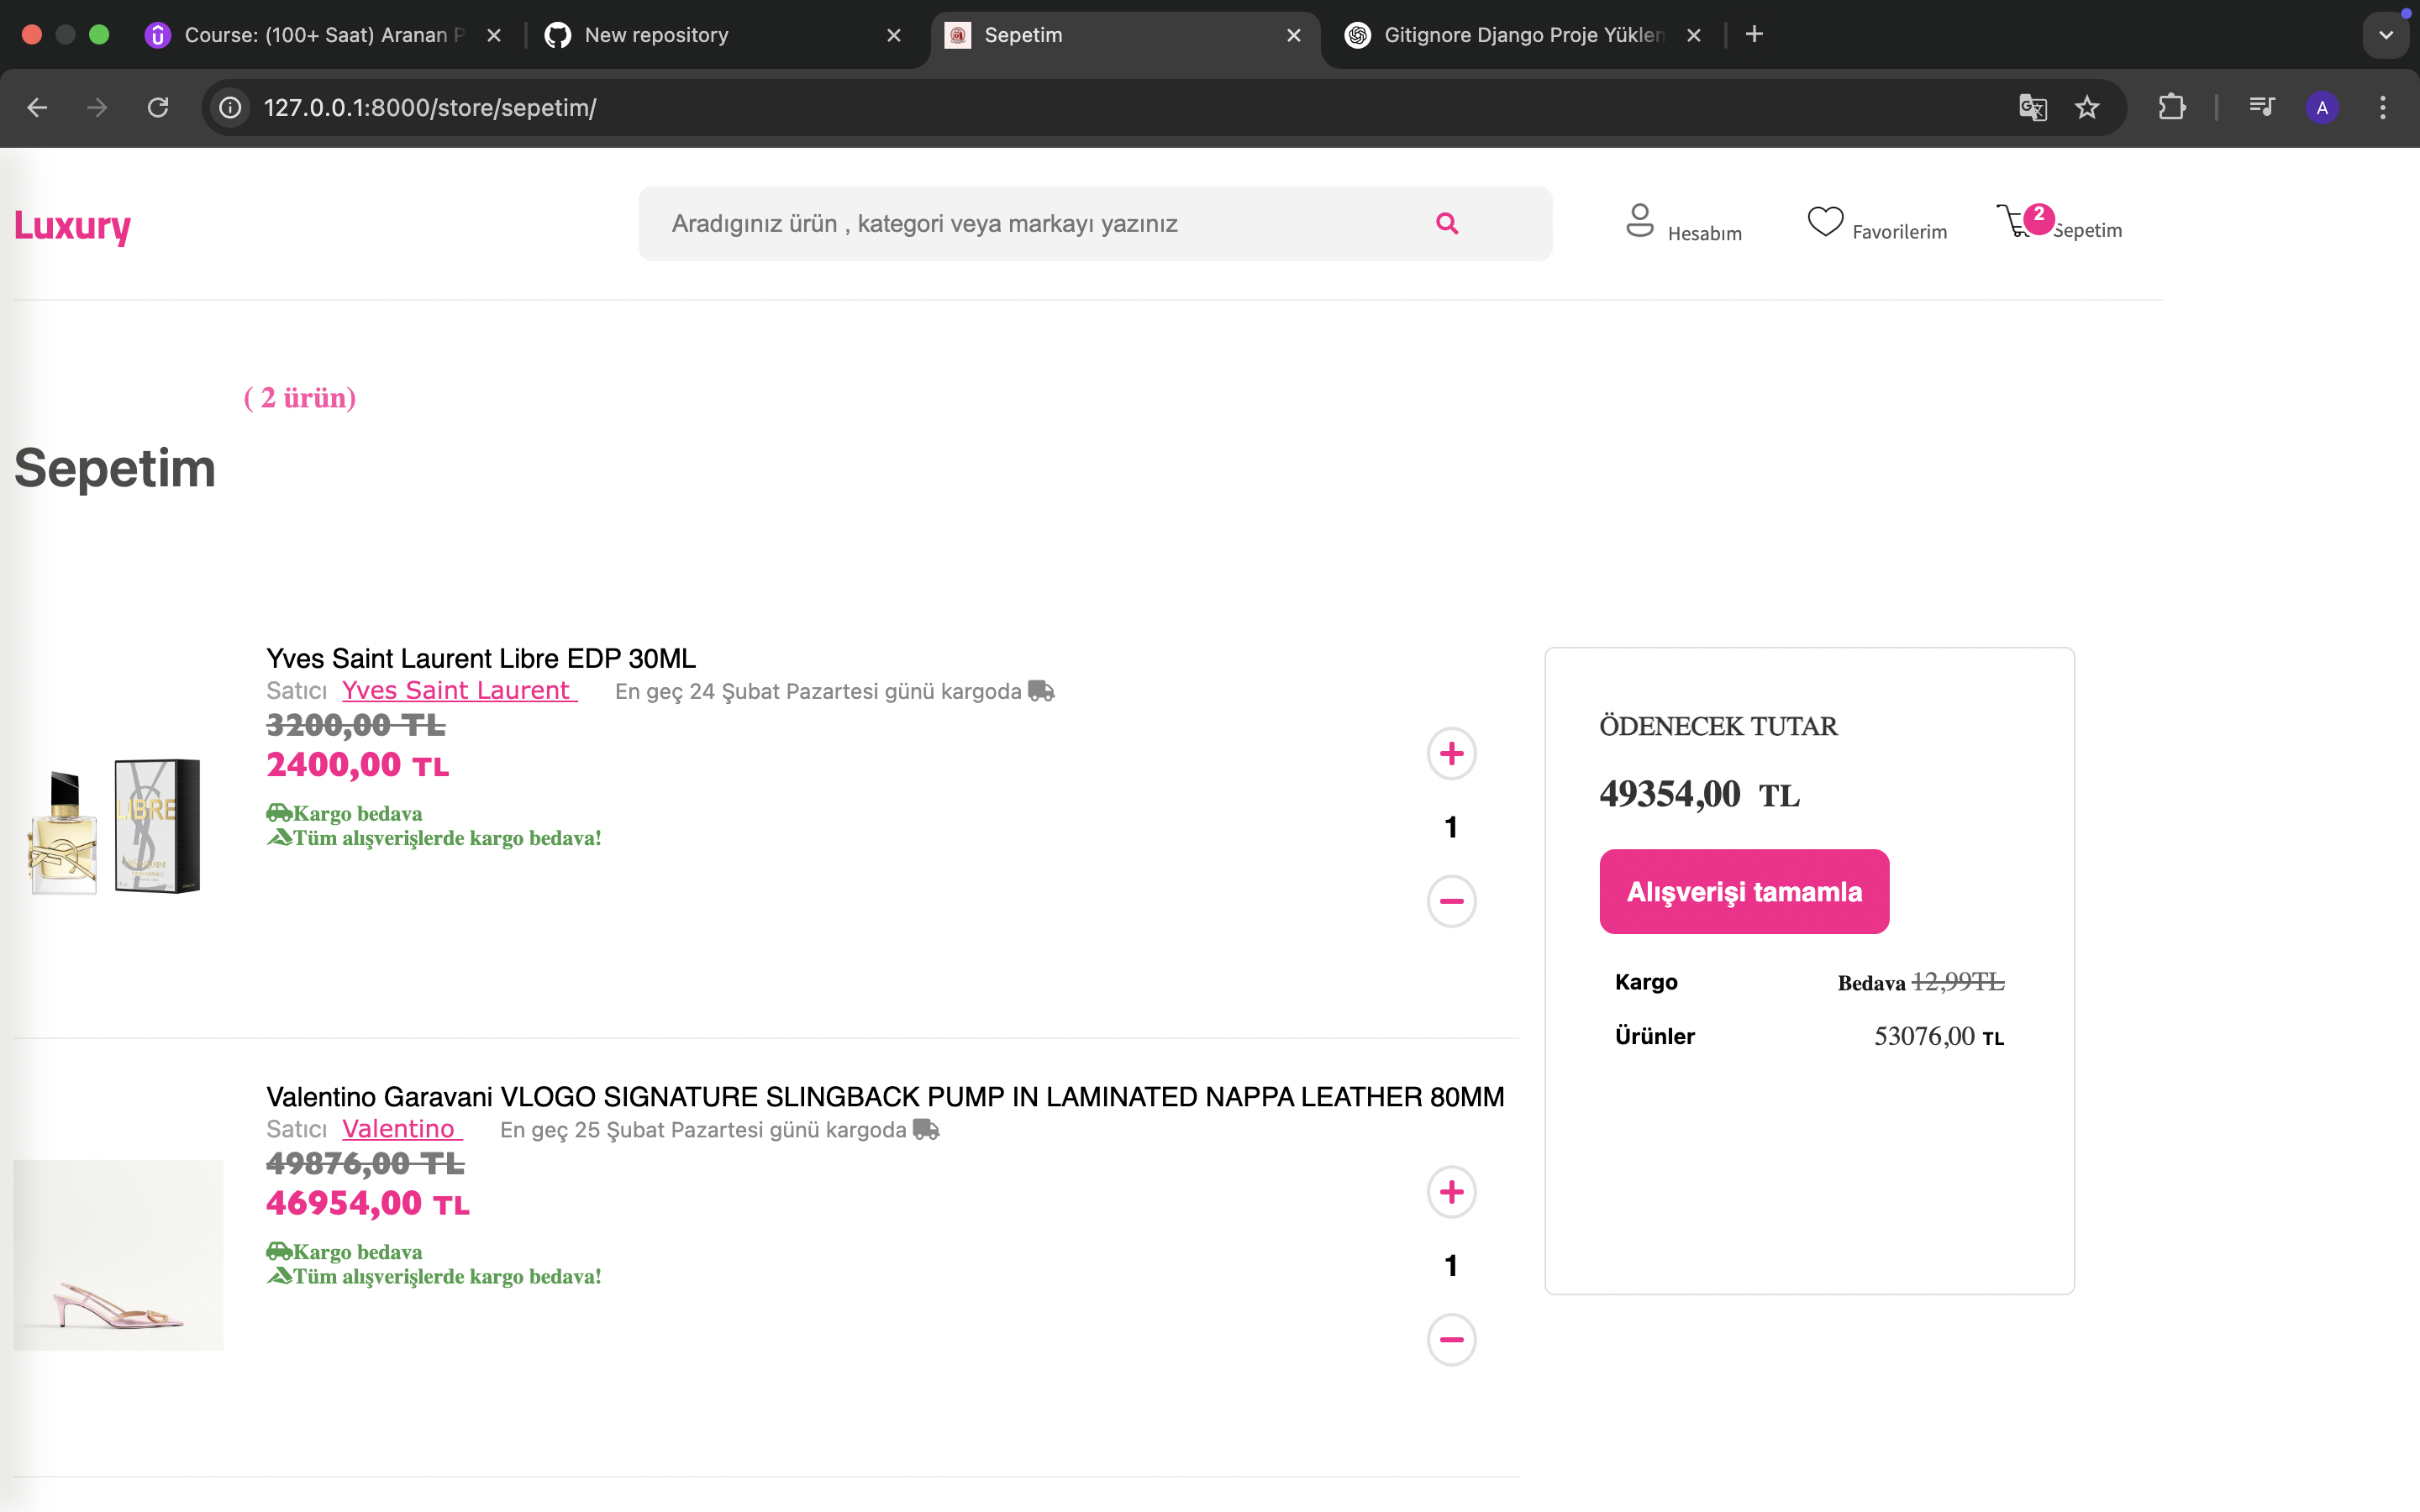 Course: (100+ Saat) Aranan P
New repository
Sepetim
Gitignore Django Proje Yüklen
127.0.0.1:8000/store/sepetim/
A
Luxury
Aradıgınız ürün , kategori veya markayı yazınız
Hesabım
Favorilerim
2
Sepetim
( 2 ürün)
Sepetim
Yves Saint Laurent Libre EDP 30ML
Satıcı Yves Saint Laurent En geç 24 Şubat Pazartesi günü kargoda
3200,00 TL
2400,00 TL
Kargo bedava
Tüm alışverişlerde kargo bedava!
LIBRE
1
ÖDENECEK TUTAR
49354,00 TL
Alışverişi tamamla
Kargo Bedava 12,99TL
Ürünler 53076,00 TL
Valentino Garavani VLOGO SIGNATURE SLINGBACK PUMP IN LAMINATED NAPPA LEATHER 80MM
Satıcı Valentino En geç 25 Şubat Pazartesi günü kargoda
49876,00 TL
46954,00 TL
Kargo bedava
Tüm alışverişlerde kargo bedava!
1